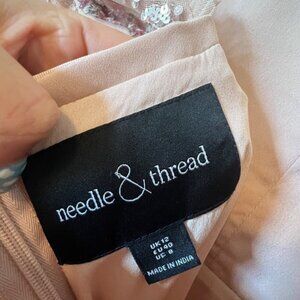 needle & thread
UK 12
EU 40
US 8
MADE IN INDIA